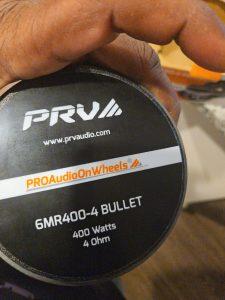 PRV
www.prvaudio.com
PROAudioOnWheels®
6MR400-4 BULLET
400 Watts
4 Ohm